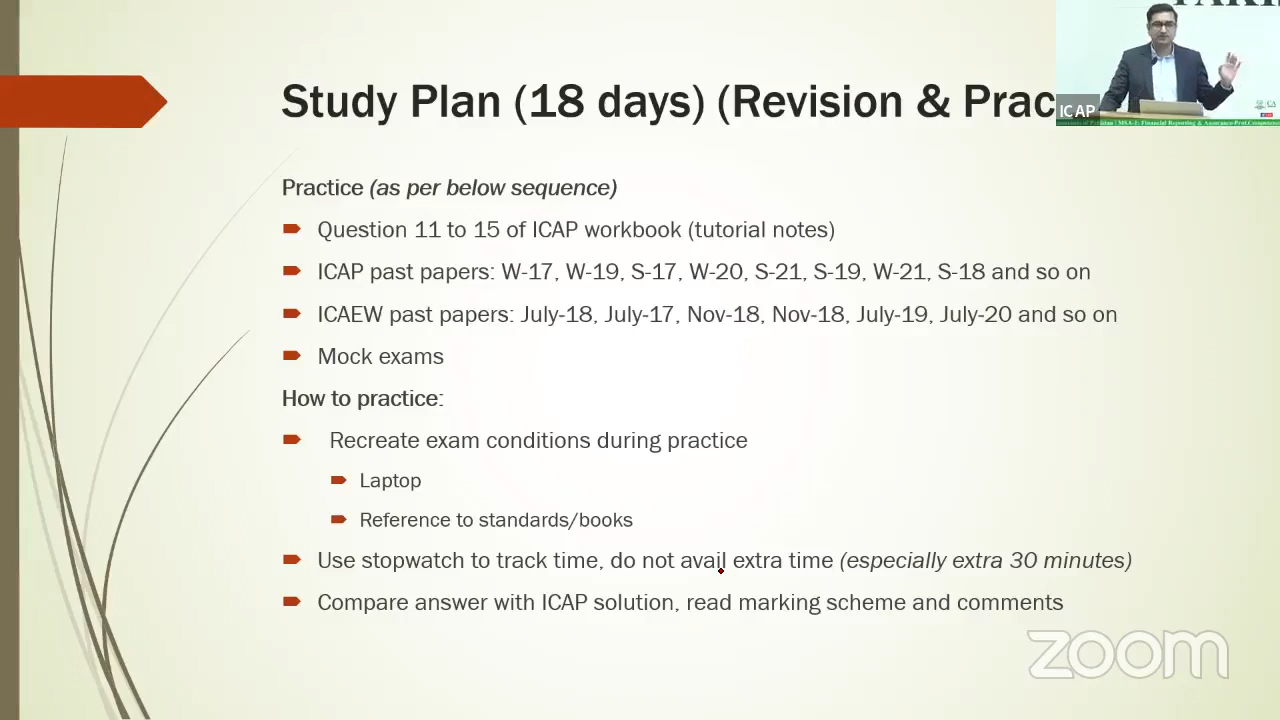 Study Plan (18 days) (Revision & Prac
ICAP
Practice (as per below sequence)
Question 11 to 15 of ICAP workbook (tutorial notes)
ICAP past papers: W-17, W-19, S-17, W-20, S-21, S-19, W-21, S-18 and so on
ICAEW past papers: July-18, July-17, Nov-18, Nov-18, July-19, July-20 and so on
Mock exams
How to practice:
Recreate exam conditions during practice
Laptop
Reference to standards/books
Use stopwatch to track time, do not avail extra time (especially extra 30 minutes)
Compare answer with ICAP solution, read marking scheme and comments
zoom